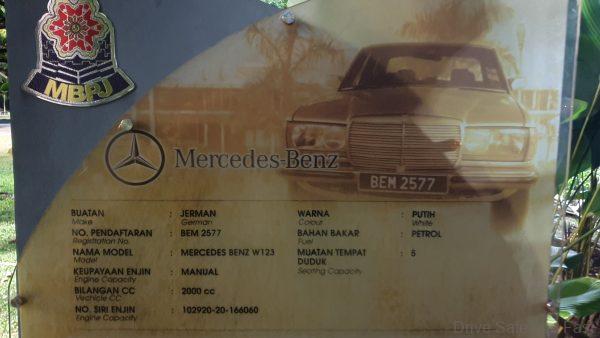 MBPJ
Mercedes-Benz
BEM 2577
BUATAN : JERMAN
Make German
NO. PENDAFTARAN : BEM 2577
Registration No.
NAMA MODEL : MERCEDES BENZ W123
Model
KEUPAYAAN ENJIN : MANUAL
Engine Capacity
BILANGAN CC : 2000 cc
Vechicle CC
NO. SIRI ENJIN : 102920-20-166060
Engine Capacity
WARNA : PUTIH
Colour White
BAHAN BAKAR : PETROL
Fuel
MUATAN TEMPAT : 5
DUDUK
Seating Capacity
Drive Safe and Fast